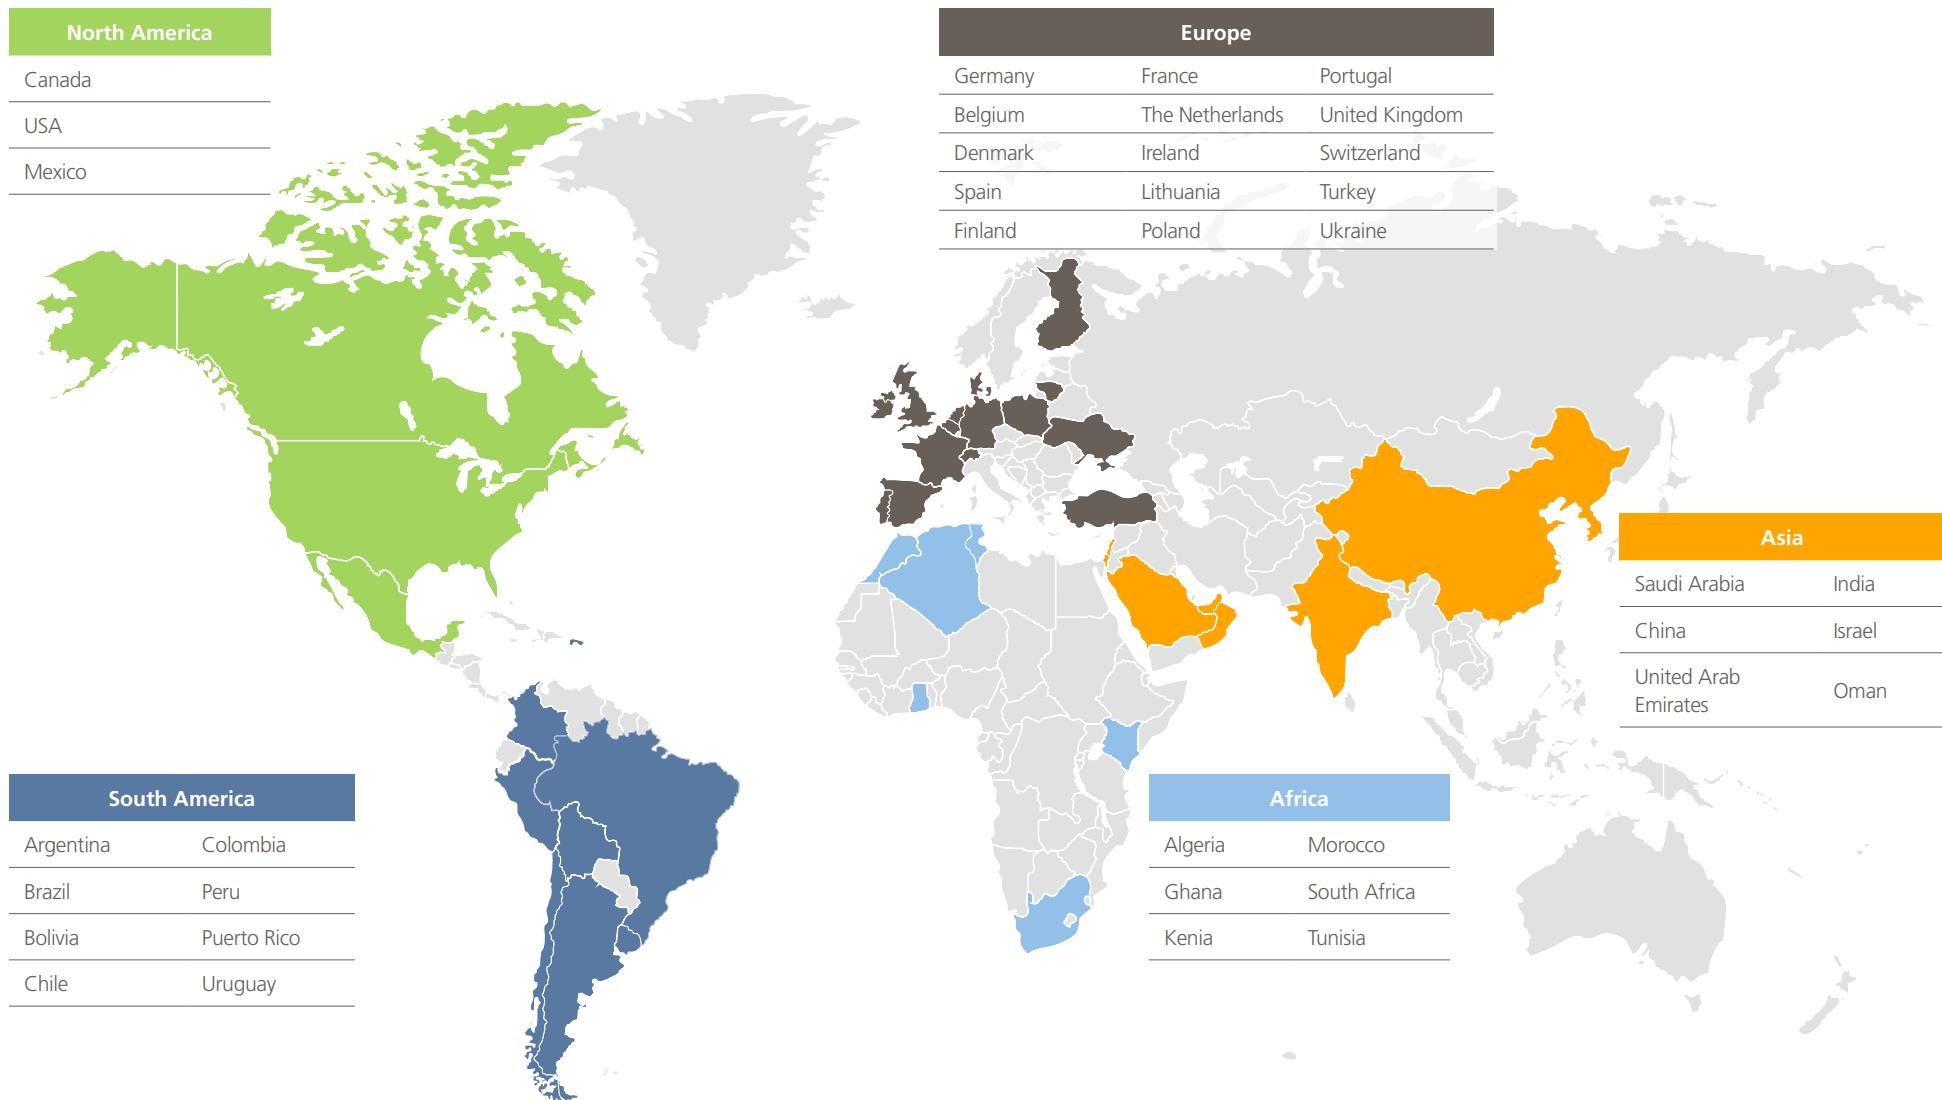 North America
Canada
USA
Mexico
Europe
Germany France Portugal
Belgium The Netherlands United Kingdom
Denmark Ireland Switzerland
Spain Lithuania Turkey
Finland Poland Ukraine
Asia
Saudi Arabia India
China Israel
United Arab
Emirates Oman
South America
Argentina Colombia
Brazil Peru
Bolivia Puerto Rico
Chile Uruguay
Africa
Algeria Morocco
Ghana South Africa
Kenia Tunisia